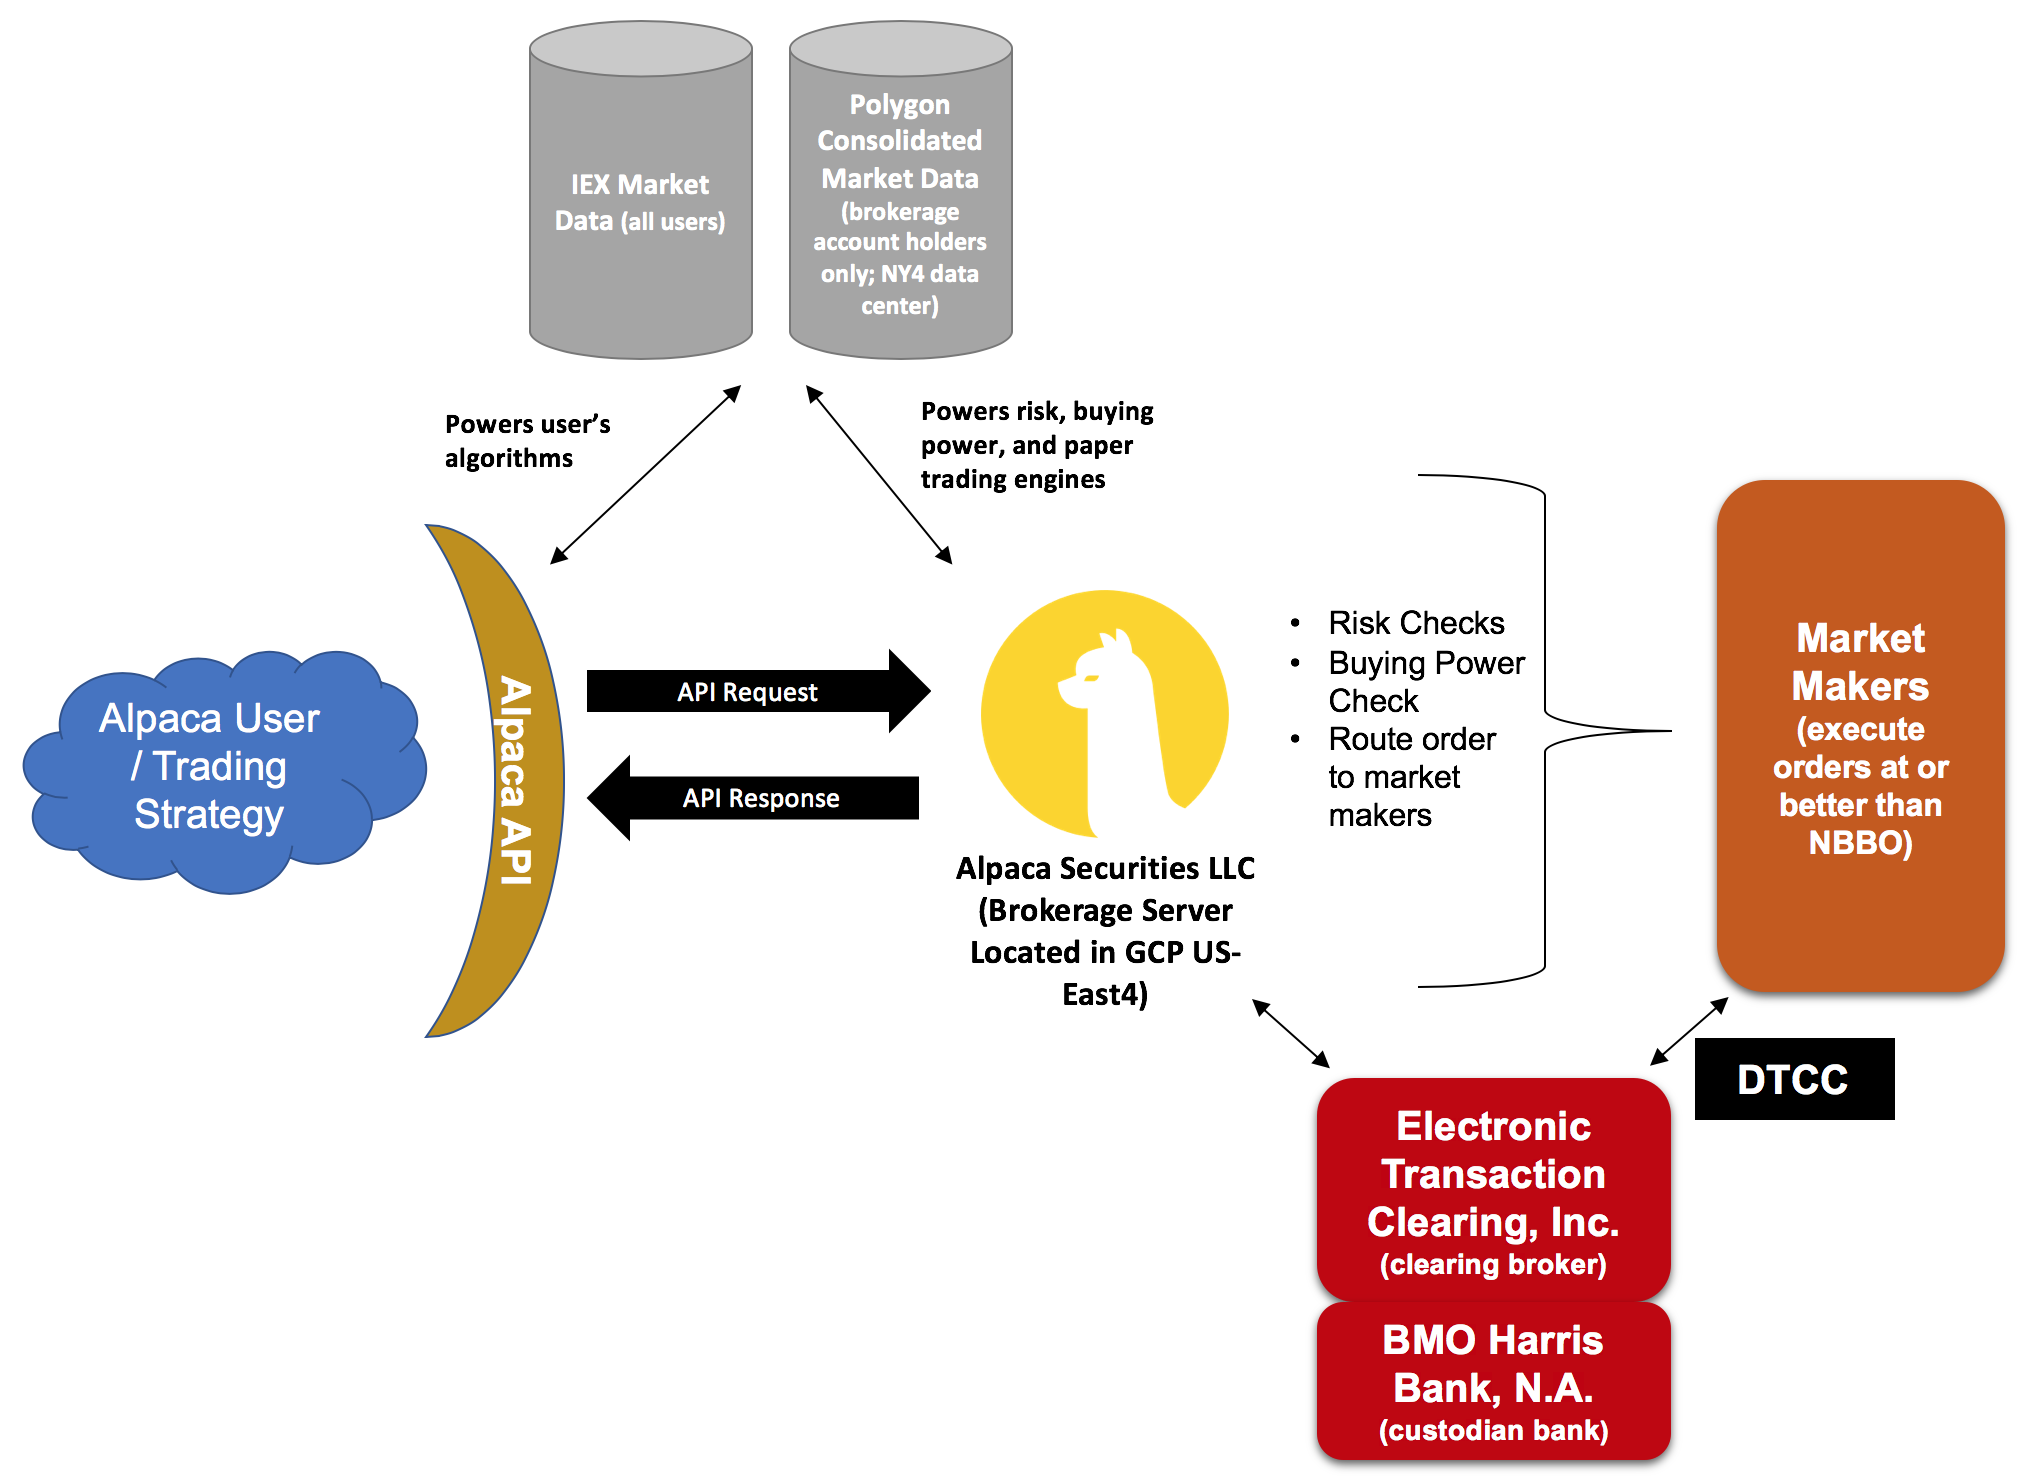 IEX Market
Data (all users)
Polygon
Consolidated
Market Data
(brokerage
account holders
only; NY4 data
center)
Powers user’s
algorithms
Powers risk, buying
power, and paper
trading engines
Alpaca User
/ Trading
Strategy
Alpaca API
API Request
API Response
Alpaca Securities LLC
(Brokerage Server
Located in GCP US-
East4)
• Risk Checks
• Buying Power
Check
• Route order
to market
makers
Market
Makers
(execute
orders at or
better than
NBBO)
DTCC
Electronic
Transaction
Clearing, Inc.
(clearing broker)
BMO Harris
Bank, N.A.
(custodian bank)